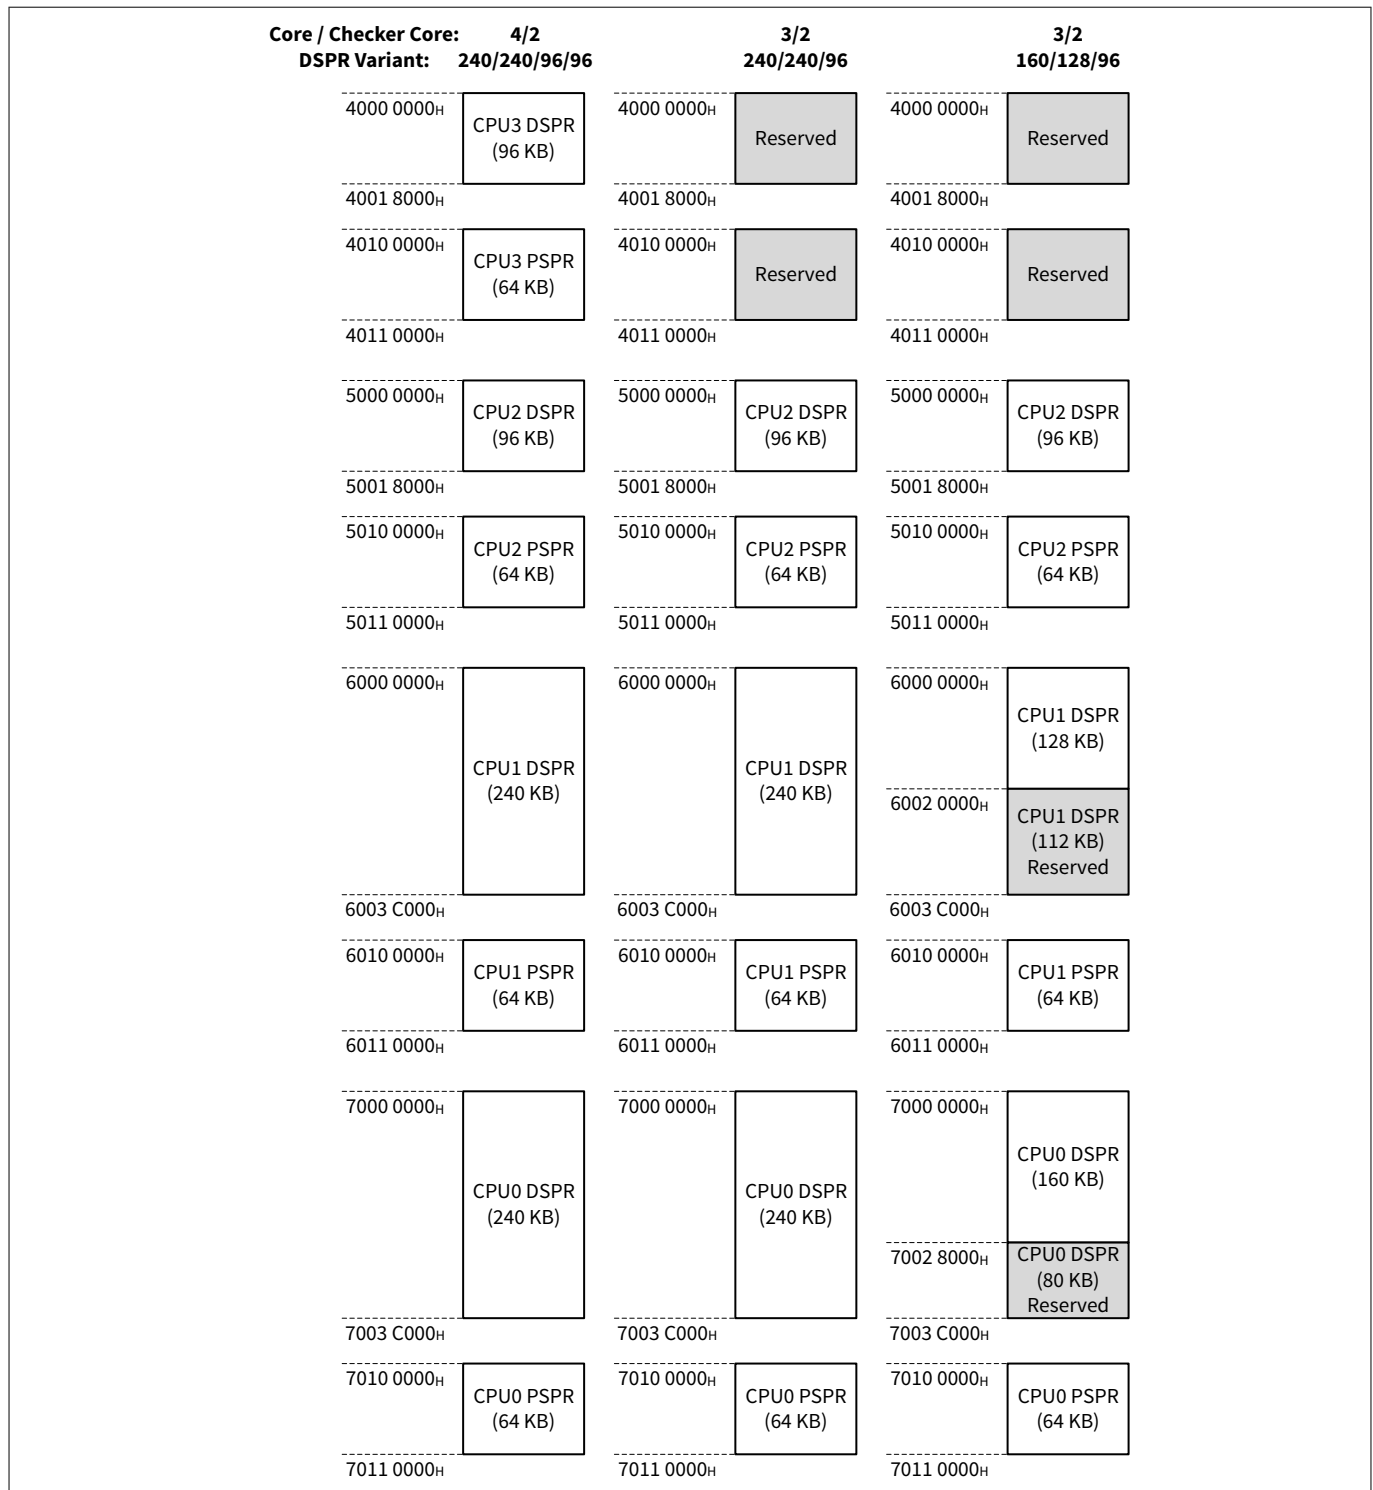 Core / Checker Core: 4/2 3/2 3/2
DSPR Variant: 240/240/96/96 240/240/96 160/128/96
4000 0000H 4000 0000H 4000 0000H
CPU3 DSPR Reserved Reserved
(96 KB)
4001 8000H 4001 8000H 4001 8000H
4010 0000H 4010 0000H 4010 0000H
CPU3 PSPR Reserved Reserved
(64 KB)
4011 0000H 4011 0000H 4011 0000H
5000 0000H 5000 0000H 5000 0000H
CPU2 DSPR CPU2 DSPR CPU2 DSPR
(96 KB) (96 KB) (96 KB)
5001 8000H 5001 8000H 5001 8000H
5010 0000H 5010 0000H 5010 0000H
CPU2 PSPR CPU2 PSPR CPU2 PSPR
(64 KB) (64 KB) (64 KB)
5011 0000H 5011 0000H 5011 0000H
6000 0000H 6000 0000H 6000 0000H
CPU1 DSPR
(128 KB)
CPU1 DSPR CPU1 DSPR
(240 KB) (240 KB)
6002 0000H
CPU1 DSPR
(112 KB)
Reserved
6003 C000H 6003 C000H 6003 C000H
6010 0000H 6010 0000H 6010 0000H
CPU1 PSPR CPU1 PSPR CPU1 PSPR
(64 KB) (64 KB) (64 KB)
6011 0000H 6011 0000H 6011 0000H
7000 0000H 7000 0000H 7000 0000H
CPU0 DSPR
(160 KB)
CPU0 DSPR CPU0 DSPR
(240 KB) (240 KB)
7002 8000H CPU0 DSPR
(80 KB)
Reserved
7003 C000H 7003 C000H 7003 C000H
7010 0000H 7010 0000H 7010 0000H
CPU0 PSPR CPU0 PSPR CPU0 PSPR
(64 KB) (64 KB) (64 KB)
7011 0000H 7011 0000H 7011 0000H